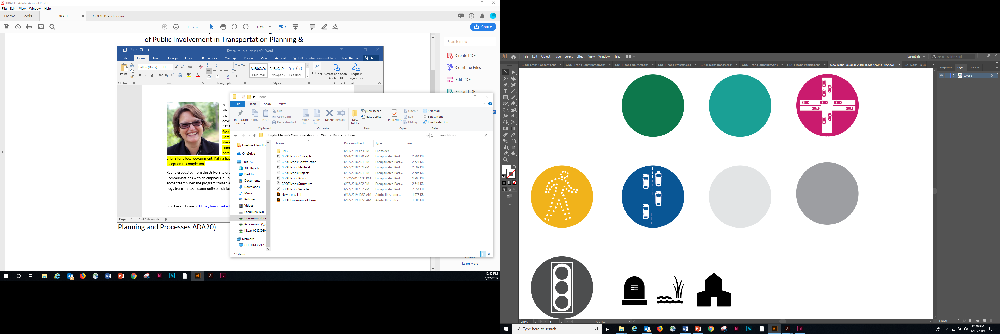 DRAFT - Adobe Acrobat Pro DC
File Edit View Window Help
Home Tools DRAFT × GDOT_BrandingGui...
1 / 3 175% Share
of Public Involvement in Transportation Planning &
Search tools
Create PDF
Combine Files
Edit PDF
Export PDF
KatinaLear_bio_revised_v2 - Word
File Home Insert Design Layout References Mailings Review View Acrobat Tell me what you want to do... Lear, Katina E Share
Calibri (Body) 11 Aa
AaBbCcDc AaBbCcDc AaBbC
Paste ¶ Normal ¶ No Spac... Heading 1 Editing Create and Share Adobe PDF Request Signatures
B I U abc
Clipboard Font Paragraph Styles Adobe Acrobat
Katin
Mana
than
devel
Assist
Georg
Comm
she s
comm
partic
affairs for a local government. Katina has
inception to completion.
Katina graduated from the University of A
Communications with an emphasis in Pho
soccer team when the program started ag
boys team and as a community coach for
Find her on LinkedIn https://www.linkedi
Page 1 of 1 1 of 176 words
Planning and Processes ADA20)
Icons
File Home Share View
Pin to Quick access Copy Paste Cut Copy path Paste shortcut Move to Copy to Delete Rename New folder New item Easy access Properties Open Edit History Select all Select none Invert selection
Clipboard Organize New Open Select
« Digital Media & Communications > OGC > Katina > Icons Search Icons
Name Date modified Type Size
PNG 6/11/2019 3:53 PM File folder
GDOT Icons Concepts 9/28/2018 1:20 PM Encapsulated Post... 2,294 KB
GDOT Icons Construction 6/27/2018 2:01 PM Encapsulated Post... 2,624 KB
GDOT Icons Nautical 6/27/2018 2:01 PM Encapsulated Post... 2,599 KB
GDOT Icons Projects 6/27/2018 2:01 PM Encapsulated Post... 2,606 KB
GDOT Icons Roads 10/25/2018 1:34 PM Encapsulated Post... 1,995 KB
GDOT Icons Structures 6/27/2018 2:02 PM Encapsulated Post... 2,644 KB
GDOT Icons Vehicles 6/27/2018 2:02 PM Encapsulated Post... 2,654 KB
New Icons_kel 6/12/2019 10:39 AM Adobe Illustrator ... 1,578 KB
GDOT Environment Icons 6/12/2019 11:58 AM Adobe Illustrator ... 1,603 KB
Creative Cloud Fil
OneDrive
This PC
3D Objects
Desktop
Documents
Downloads
Music
Pictures
Videos
Local Disk (C:)
Communication
Pccommon (\\g
KLear_00803980
Network
GOCOM3221202
10 items
Cloud
Learn More
12:40 PM
6/12/2019
Ai File Edit Object Type Select Effect View Window Help Essentials Search Adobe Stock
GDOT Icons Concepts.eps × GDOT Icons Construction.eps × GDOT Icons Nautical.eps × GDOT Icons Projects.eps × GDOT Icons Roads.eps* × GDOT Icons Structures.eps × GDOT Icons Vehicles.eps × New Icons_kel.ai @ 200% (CMYK/GPU Preview) × S&BS.eps* @ 30
Properties Layers Libraries
Layer 1
200% 1 Selection
1 Layer
Type here to search
12:40 PM
6/12/2019